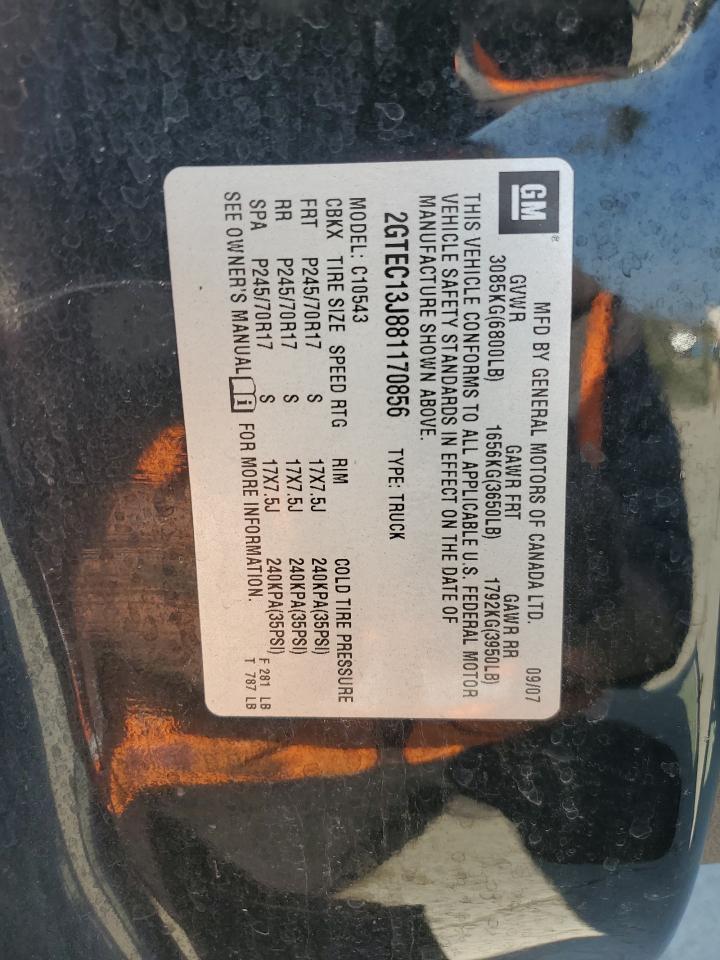 GM®
MFD BY GENERAL MOTORS OF CANADA LTD.
09/07
GVWR GAWR FRT GAWR RR
3085KG(6800LB) 1656KG(3650LB) 1792KG(3950LB)
THIS VEHICLE CONFORMS TO ALL APPLICABLE U.S. FEDERAL MOTOR
VEHICLE SAFETY STANDARDS IN EFFECT ON THE DATE OF
MANUFACTURE SHOWN ABOVE.
2GTEC13J881170856 TYPE: TRUCK
MODEL: C10543
CBKX TIRE SIZE SPEED RTG RIM COLD TIRE PRESSURE
FRT P245/70R17 S 17X7.5J 240KPA(35PSI)
RR P245/70R17 S 17X7.5J 240KPA(35PSI)
SPA P245/70R17 S 17X7.5J 240KPA(35PSI)
SEE OWNER'S MANUAL i FOR MORE INFORMATION.
F 281 LB
T 787 LB